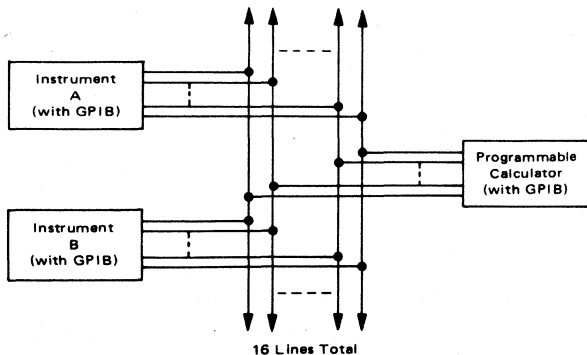 Instrument
A
(with GPIB)
Programmable
Calculator
(with GPIB)
Instrument
B
(with GPIB)
16 Lines Total